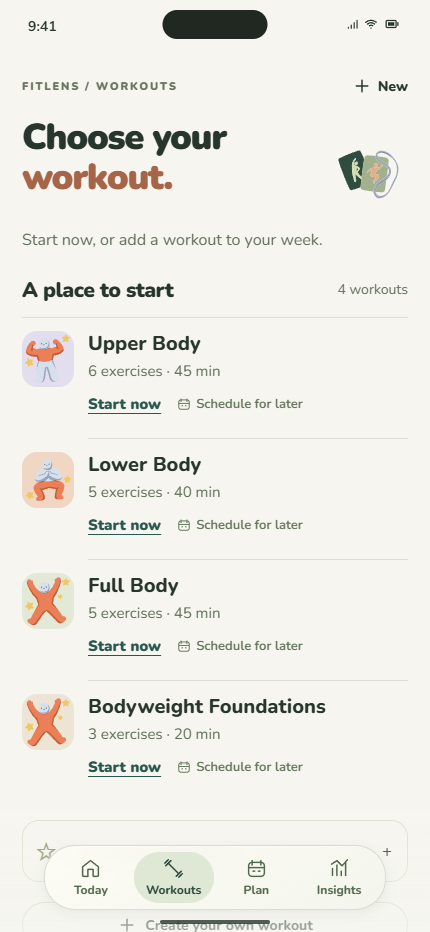 9:41
FITLENS / WORKOUTS
+ New
Choose your
workout.
Start now, or add a workout to your week.
A place to start
4 workouts
Upper Body
6 exercises · 45 min
Start now
Schedule for later
Lower Body
5 exercises · 40 min
Start now
Schedule for later
Full Body
5 exercises · 45 min
Start now
Schedule for later
Bodyweight Foundations
3 exercises · 20 min
Start now
Schedule for later
+
Today
Workouts
Plan
Insights
+ Create your own workout